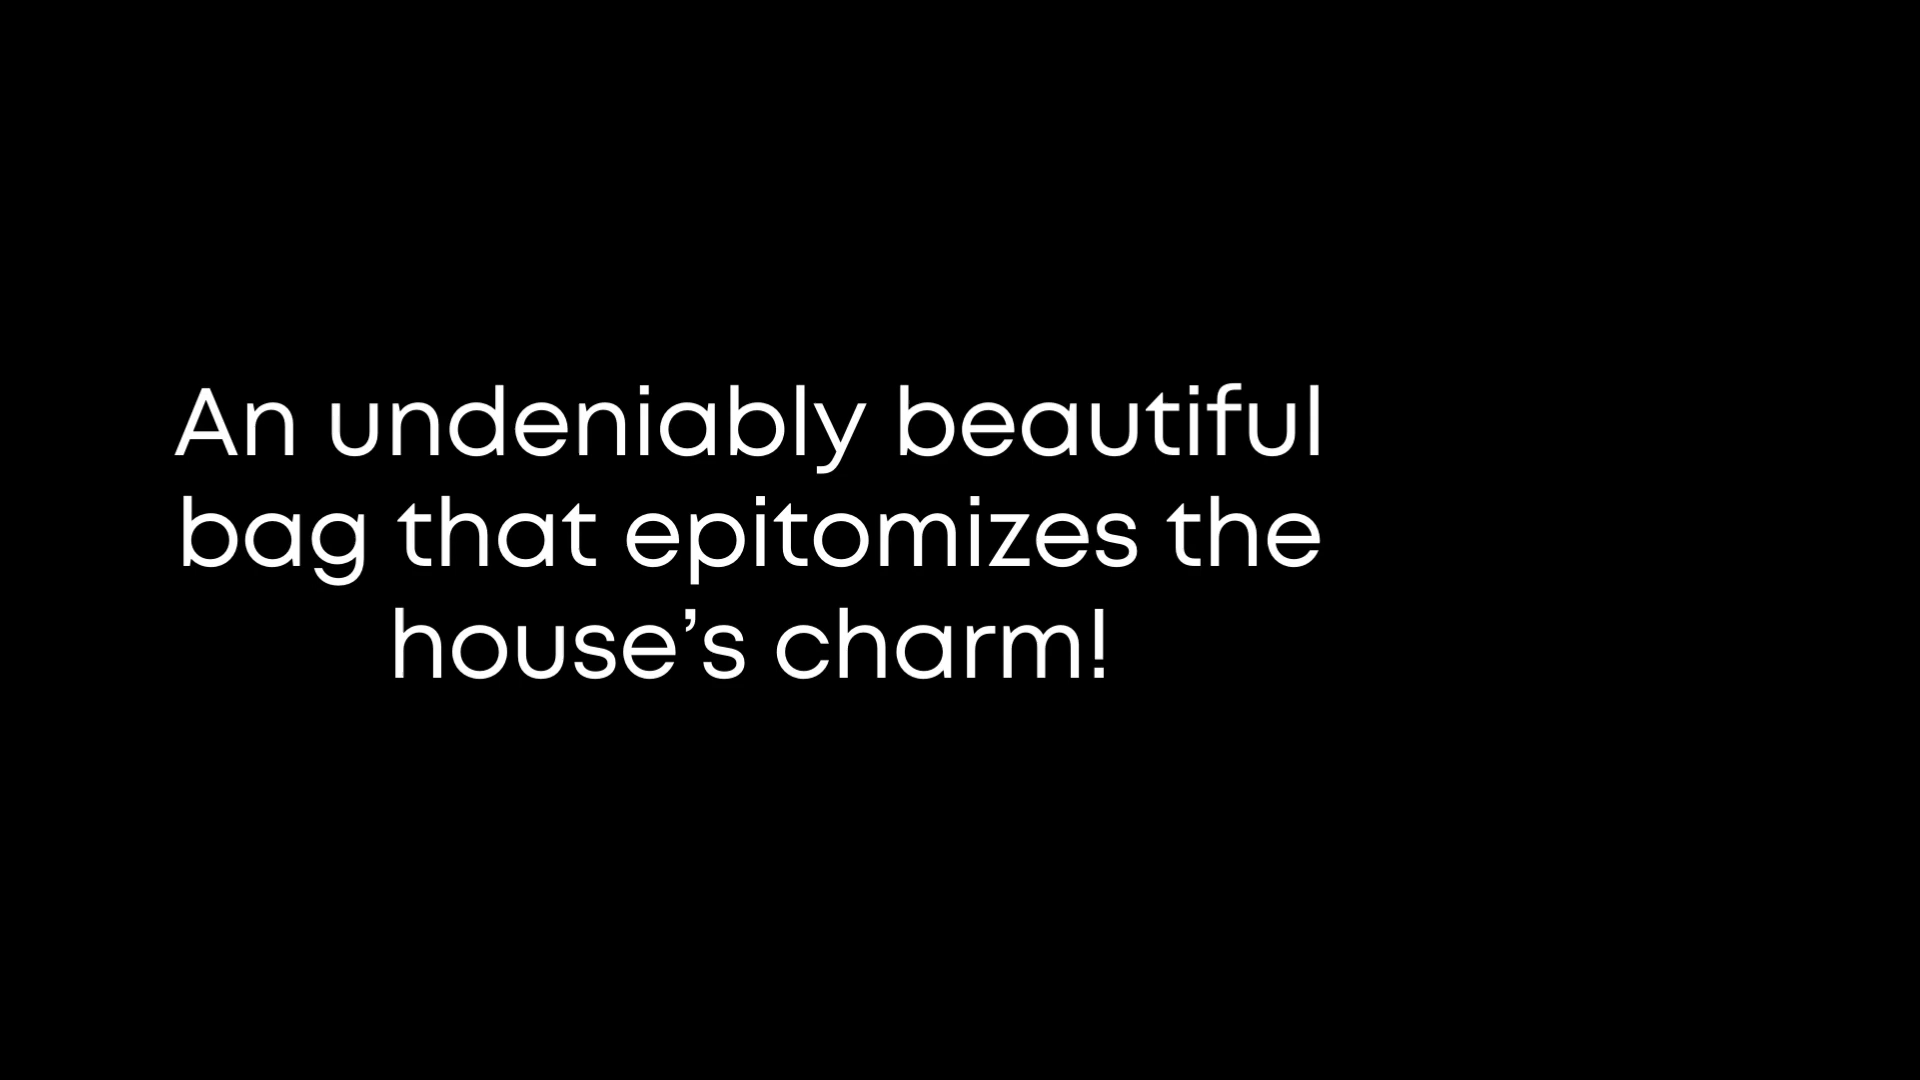 An undeniably beautiful
bag that epitomizes the
house’s charm!